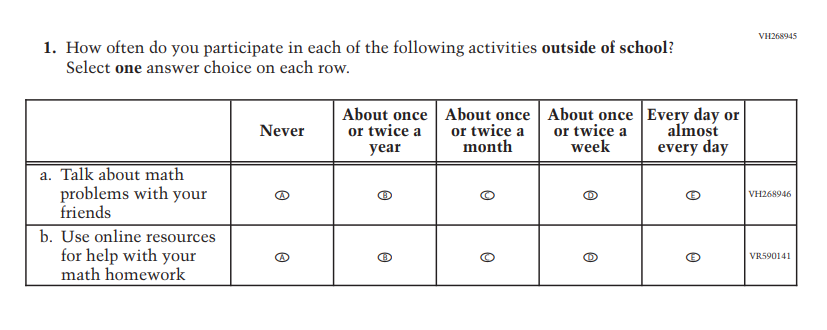 VH268945
1. How often do you participate in each of the following activities outside of school?
Select one answer choice on each row.
Never
About once or twice a year
About once or twice a month
About once or twice a week
Every day or almost every day
a. Talk about math
problems with your
friends
A B C D E VH268946
b. Use online resources
for help with your
math homework
A B C D E VR590141